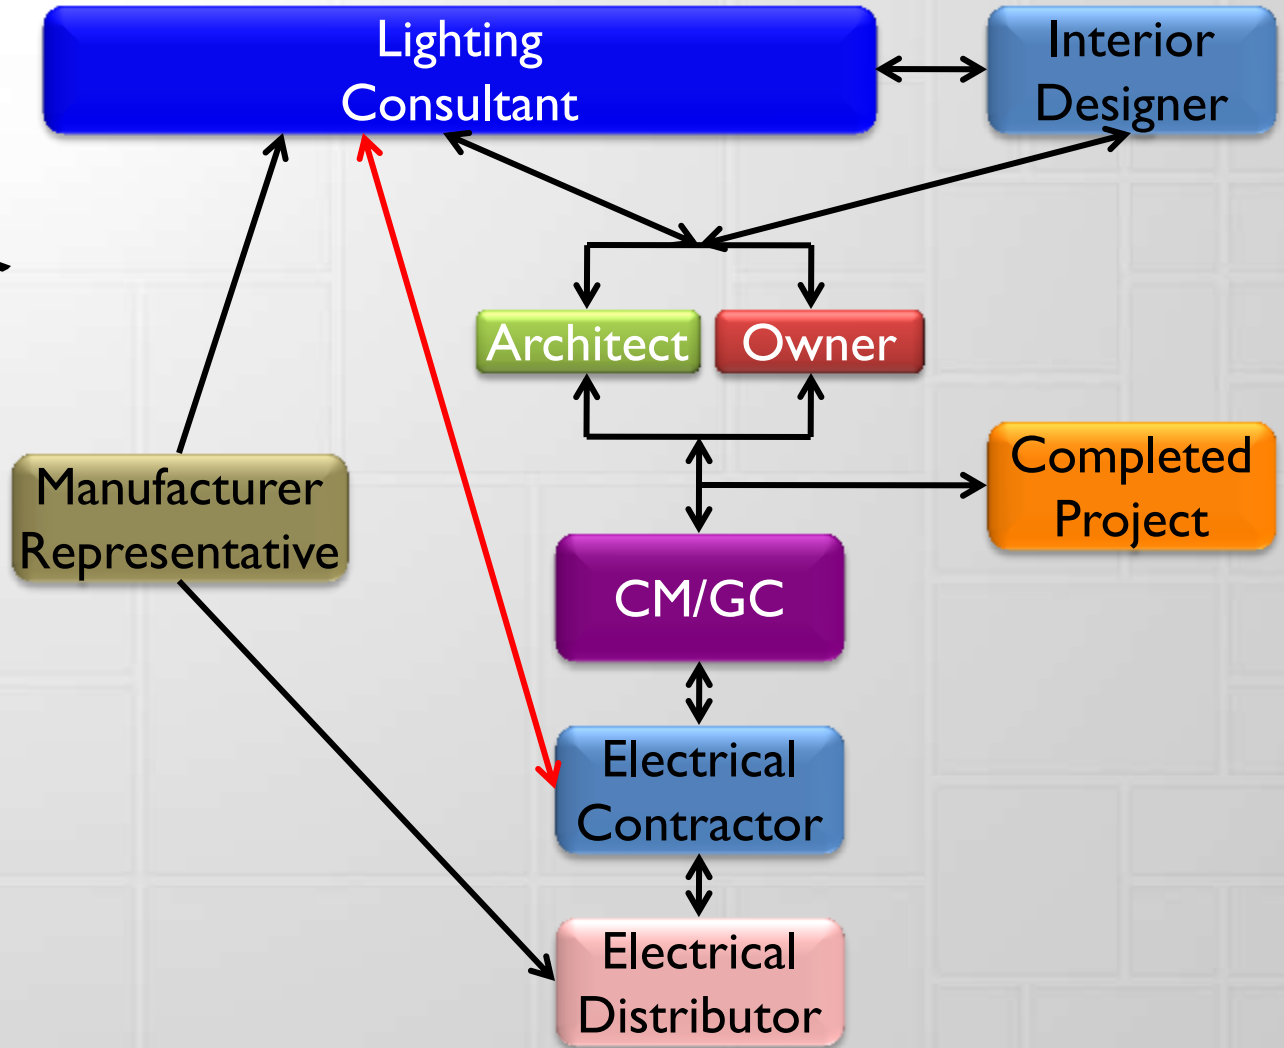 Lighting
Consultant
Interior
Designer
Architect
Owner
Manufacturer
Representative
Completed
Project
CM/GC
Electrical
Contractor
Electrical
Distributor